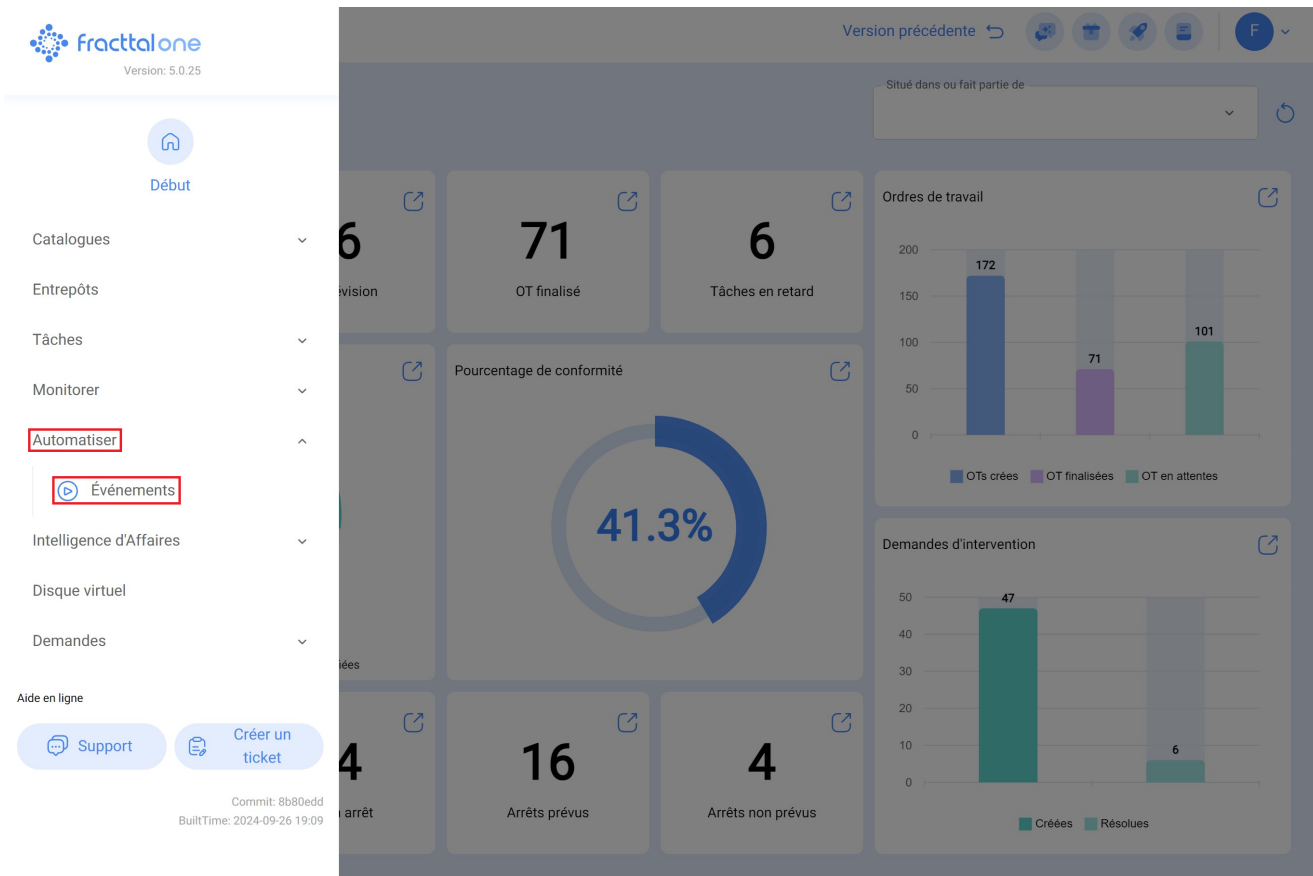 fracttalone
Version: 5.0.25
Début
Catalogues
Entrepôts
Tâches
Monitorer
Automatiser
Événements
Intelligence d'Affaires
Disque virtuel
Demandes
Aide en ligne
Support
Créer un
ticket
Commit: 8b80edd
BuiltTime: 2024-09-26 19:09
Version précédente
F
Situé dans ou fait partie de
6
71
OT finalisé
6
Tâches en retard
Pourcentage de conformité
41.3%
4
arrêt
16
Arrêts prévus
4
Arrêts non prévus
Ordres de travail
200
150
100
50
0
172
71
101
OTs crées OT finalisées OT en attentes
Demandes d'intervention
50
40
30
20
10
0
47
6
Créées Résolues